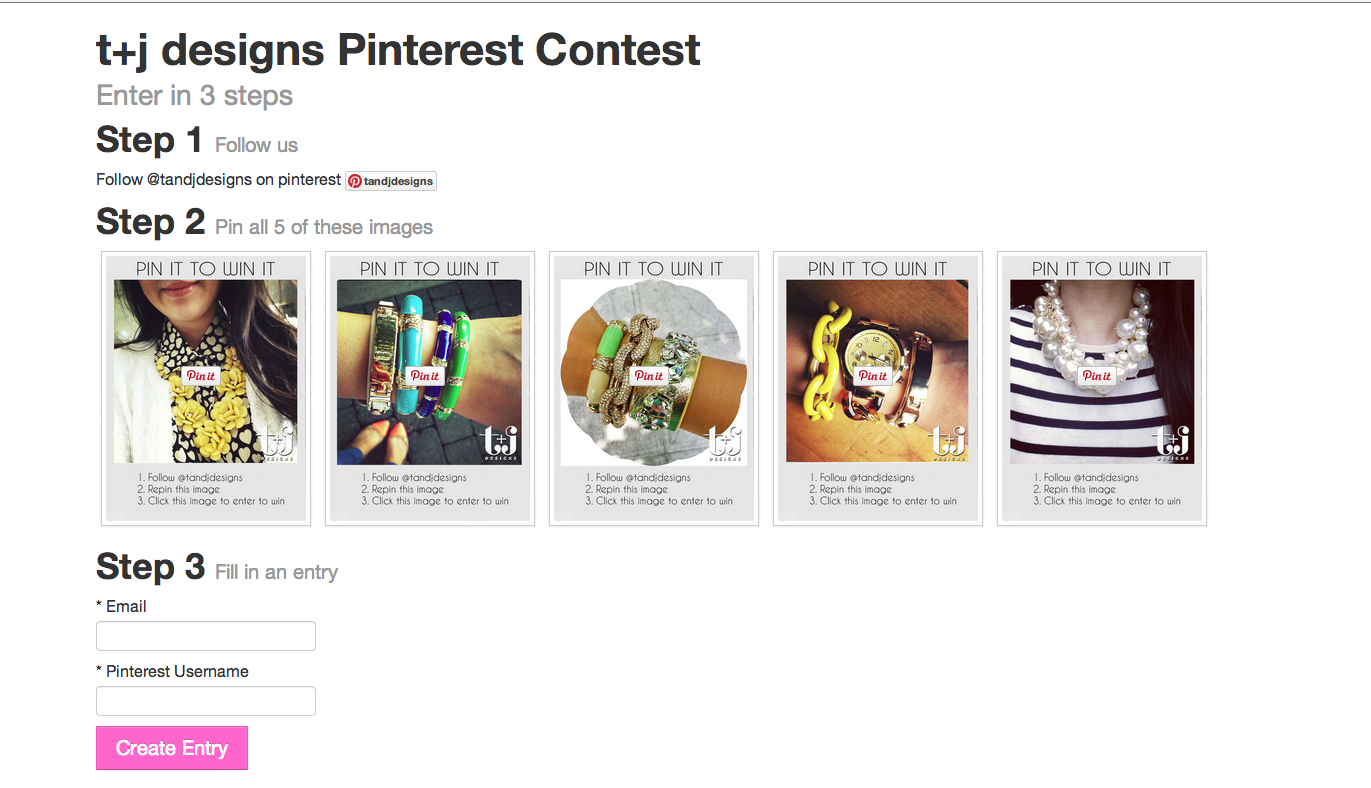 t+j designs Pinterest Contest
Enter in 3 steps
Step 1 Follow us
Follow @tandjdesigns on pinterest tandjdesigns
Step 2 Pin all 5 of these images
PIN IT TO WIN IT
Pin it
t+j
DESIGNS
1. Follow @tandjdesigns
2. Repin this image
3. Click this image to enter to win
PIN IT TO WIN IT
Pin it
t+j
DESIGNS
1. Follow @tandjdesigns
2. Repin this image
3. Click this image to enter to win
PIN IT TO WIN IT
Pin it
t+j
DESIGNS
1. Follow @tandjdesigns
2. Repin this image
3. Click this image to enter to win
PIN IT TO WIN IT
Pin it
t+j
DESIGNS
1. Follow @tandjdesigns
2. Repin this image
3. Click this image to enter to win
PIN IT TO WIN IT
Pin it
t+j
DESIGNS
1. Follow @tandjdesigns
2. Repin this image
3. Click this image to enter to win
Step 3 Fill in an entry
* Email
* Pinterest Username
Create Entry